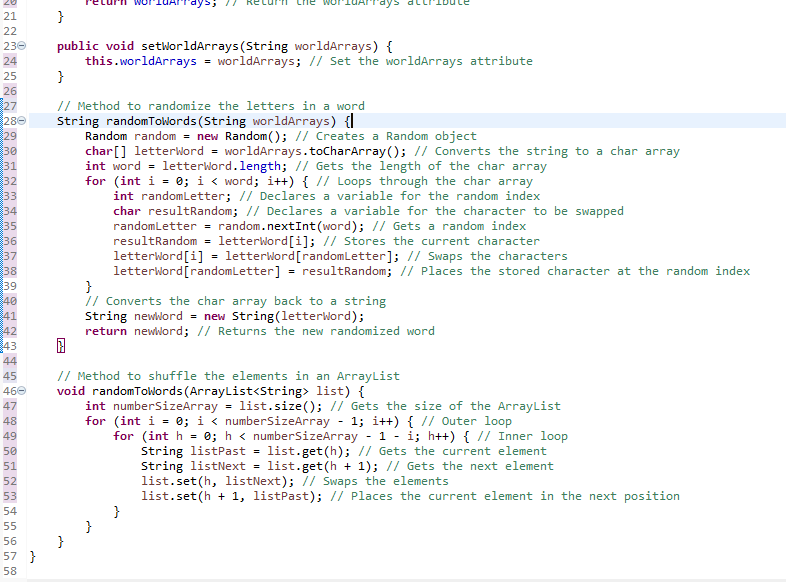 20 return worldArrays; // Return the worldArrays attribute
21 }
22
23 public void setWorldArrays(String worldArrays) {
24 this.worldArrays = worldArrays; // Set the worldArrays attribute
25 }
26
27 // Method to randomize the letters in a word
28 String randomToWords(String worldArrays) {
29 Random random = new Random(); // Creates a Random object
30 char[] letterWord = worldArrays.toCharArray(); // Converts the string to a char array
31 int word = letterWord.length; // Gets the length of the char array
32 for (int i = 0; i < word; i++) { // Loops through the char array
33 int randomLetter; // Declares a variable for the random index
34 char resultRandom; // Declares a variable for the character to be swapped
35 randomLetter = random.nextInt(word); // Gets a random index
36 resultRandom = letterWord[i]; // Stores the current character
37 letterWord[i] = letterWord[randomLetter]; // Swaps the characters
38 letterWord[randomLetter] = resultRandom; // Places the stored character at the random index
39 }
40 // Converts the char array back to a string
41 String newWord = new String(letterWord);
42 return newWord; // Returns the new randomized word
43 }
44
45 // Method to shuffle the elements in an ArrayList
46 void randomToWords(ArrayList<String> list) {
47 int numberSizeArray = list.size(); // Gets the size of the ArrayList
48 for (int i = 0; i < numberSizeArray - 1; i++) { // Outer loop
49 for (int h = 0; h < numberSizeArray - 1 - i; h++) { // Inner loop
50 String listPast = list.get(h); // Gets the current element
51 String listNext = list.get(h + 1); // Gets the next element
52 list.set(h, listNext); // Swaps the elements
53 list.set(h + 1, listPast); // Places the current element in the next position
54 }
55 }
56 }
57 }
58